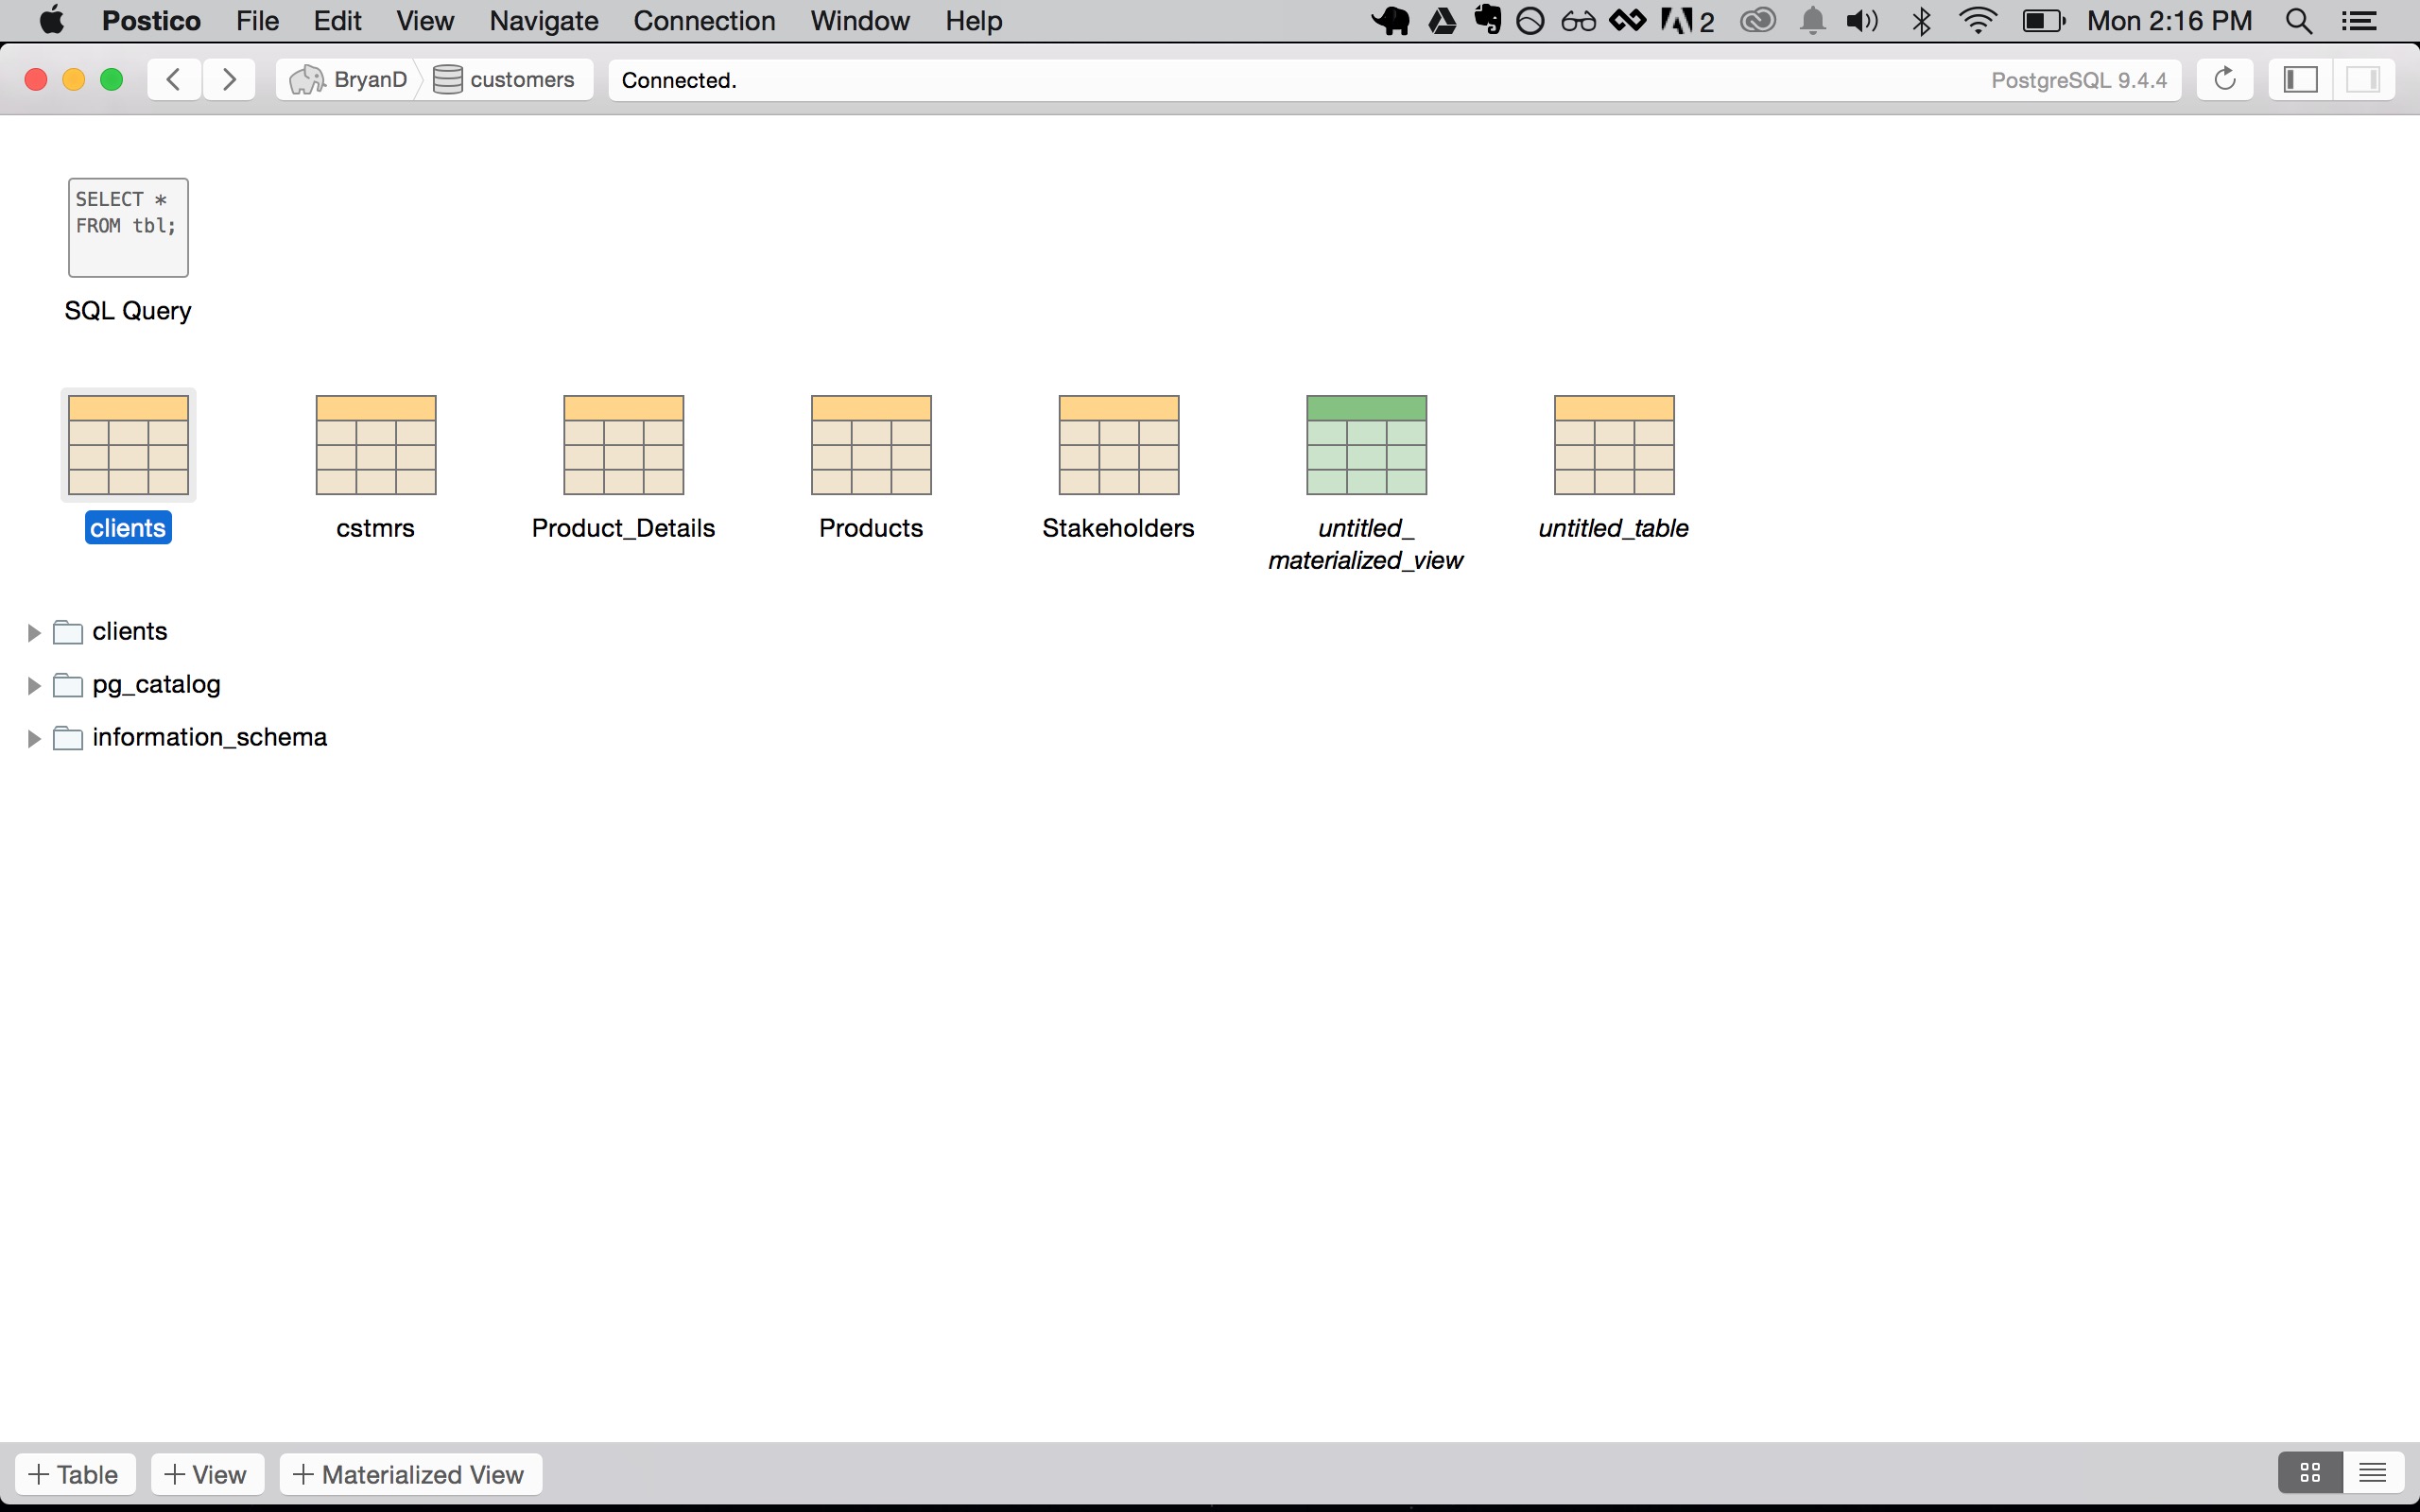 Postico File Edit View Navigate Connection Window Help 2 Mon 2:16 PM
BryanD customers Connected. PostgreSQL 9.4.4
SELECT *
FROM tbl;
SQL Query
clients cstmrs Product_Details Products Stakeholders untitled_ untitled_table
materialized_view
clients
pg_catalog
information_schema
+ Table + View + Materialized View